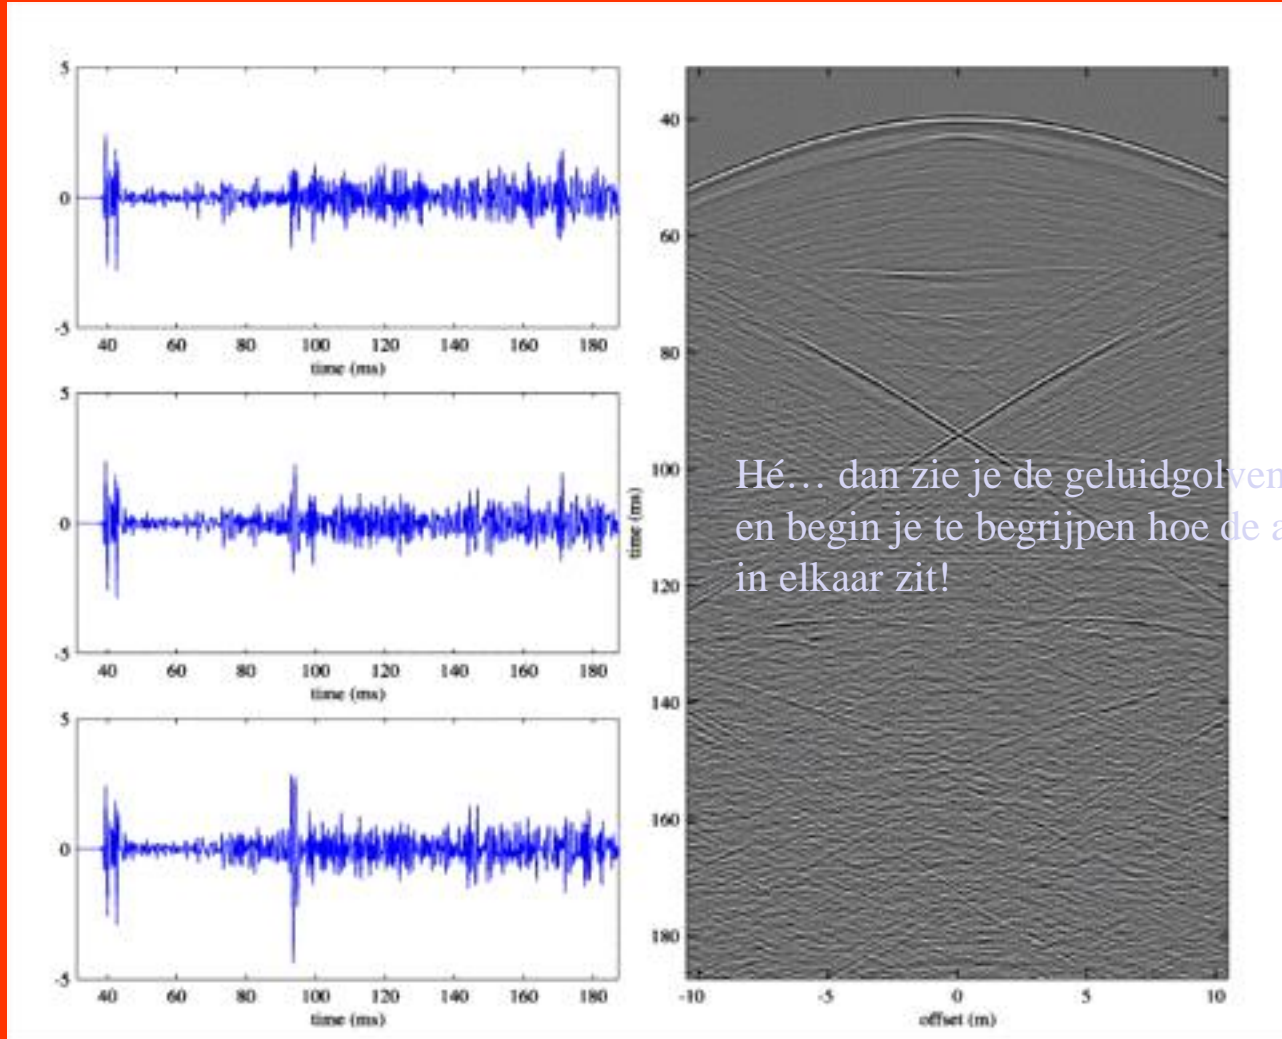 5
0
-5
40 60 80 100 120 140 160 180
time (ms)
5
0
-5
40 60 80 100 120 140 160 180
time (ms)
5
0
-5
40 60 80 100 120 140 160 180
time (ms)
40
60
80
100
120
140
160
180
time (ms)
-10 -5 0 5 10
offset (m)
Hé… dan zie je de geluidgolven
en begin je te begrijpen hoe de a
in elkaar zit!